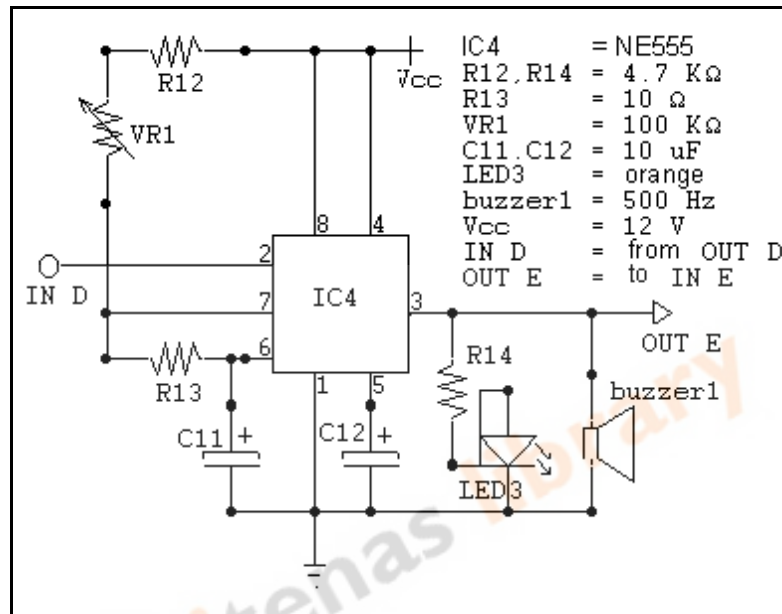 IC4 = NE555
R12,R14 = 4.7 KΩ
R13 = 10 Ω
VR1 = 100 KΩ
C11.C12 = 10 uF
LED3 = orange
buzzer1 = 500 Hz
Vcc = 12 V
IN D = from OUT D
OUT E = to IN E
R12
Vcc
VR1
8 4
2
IN D
7
IC4
3
OUT E
6
R13
R14
1 5
buzzer1
C11 +
C12 +
LED3
tenas library